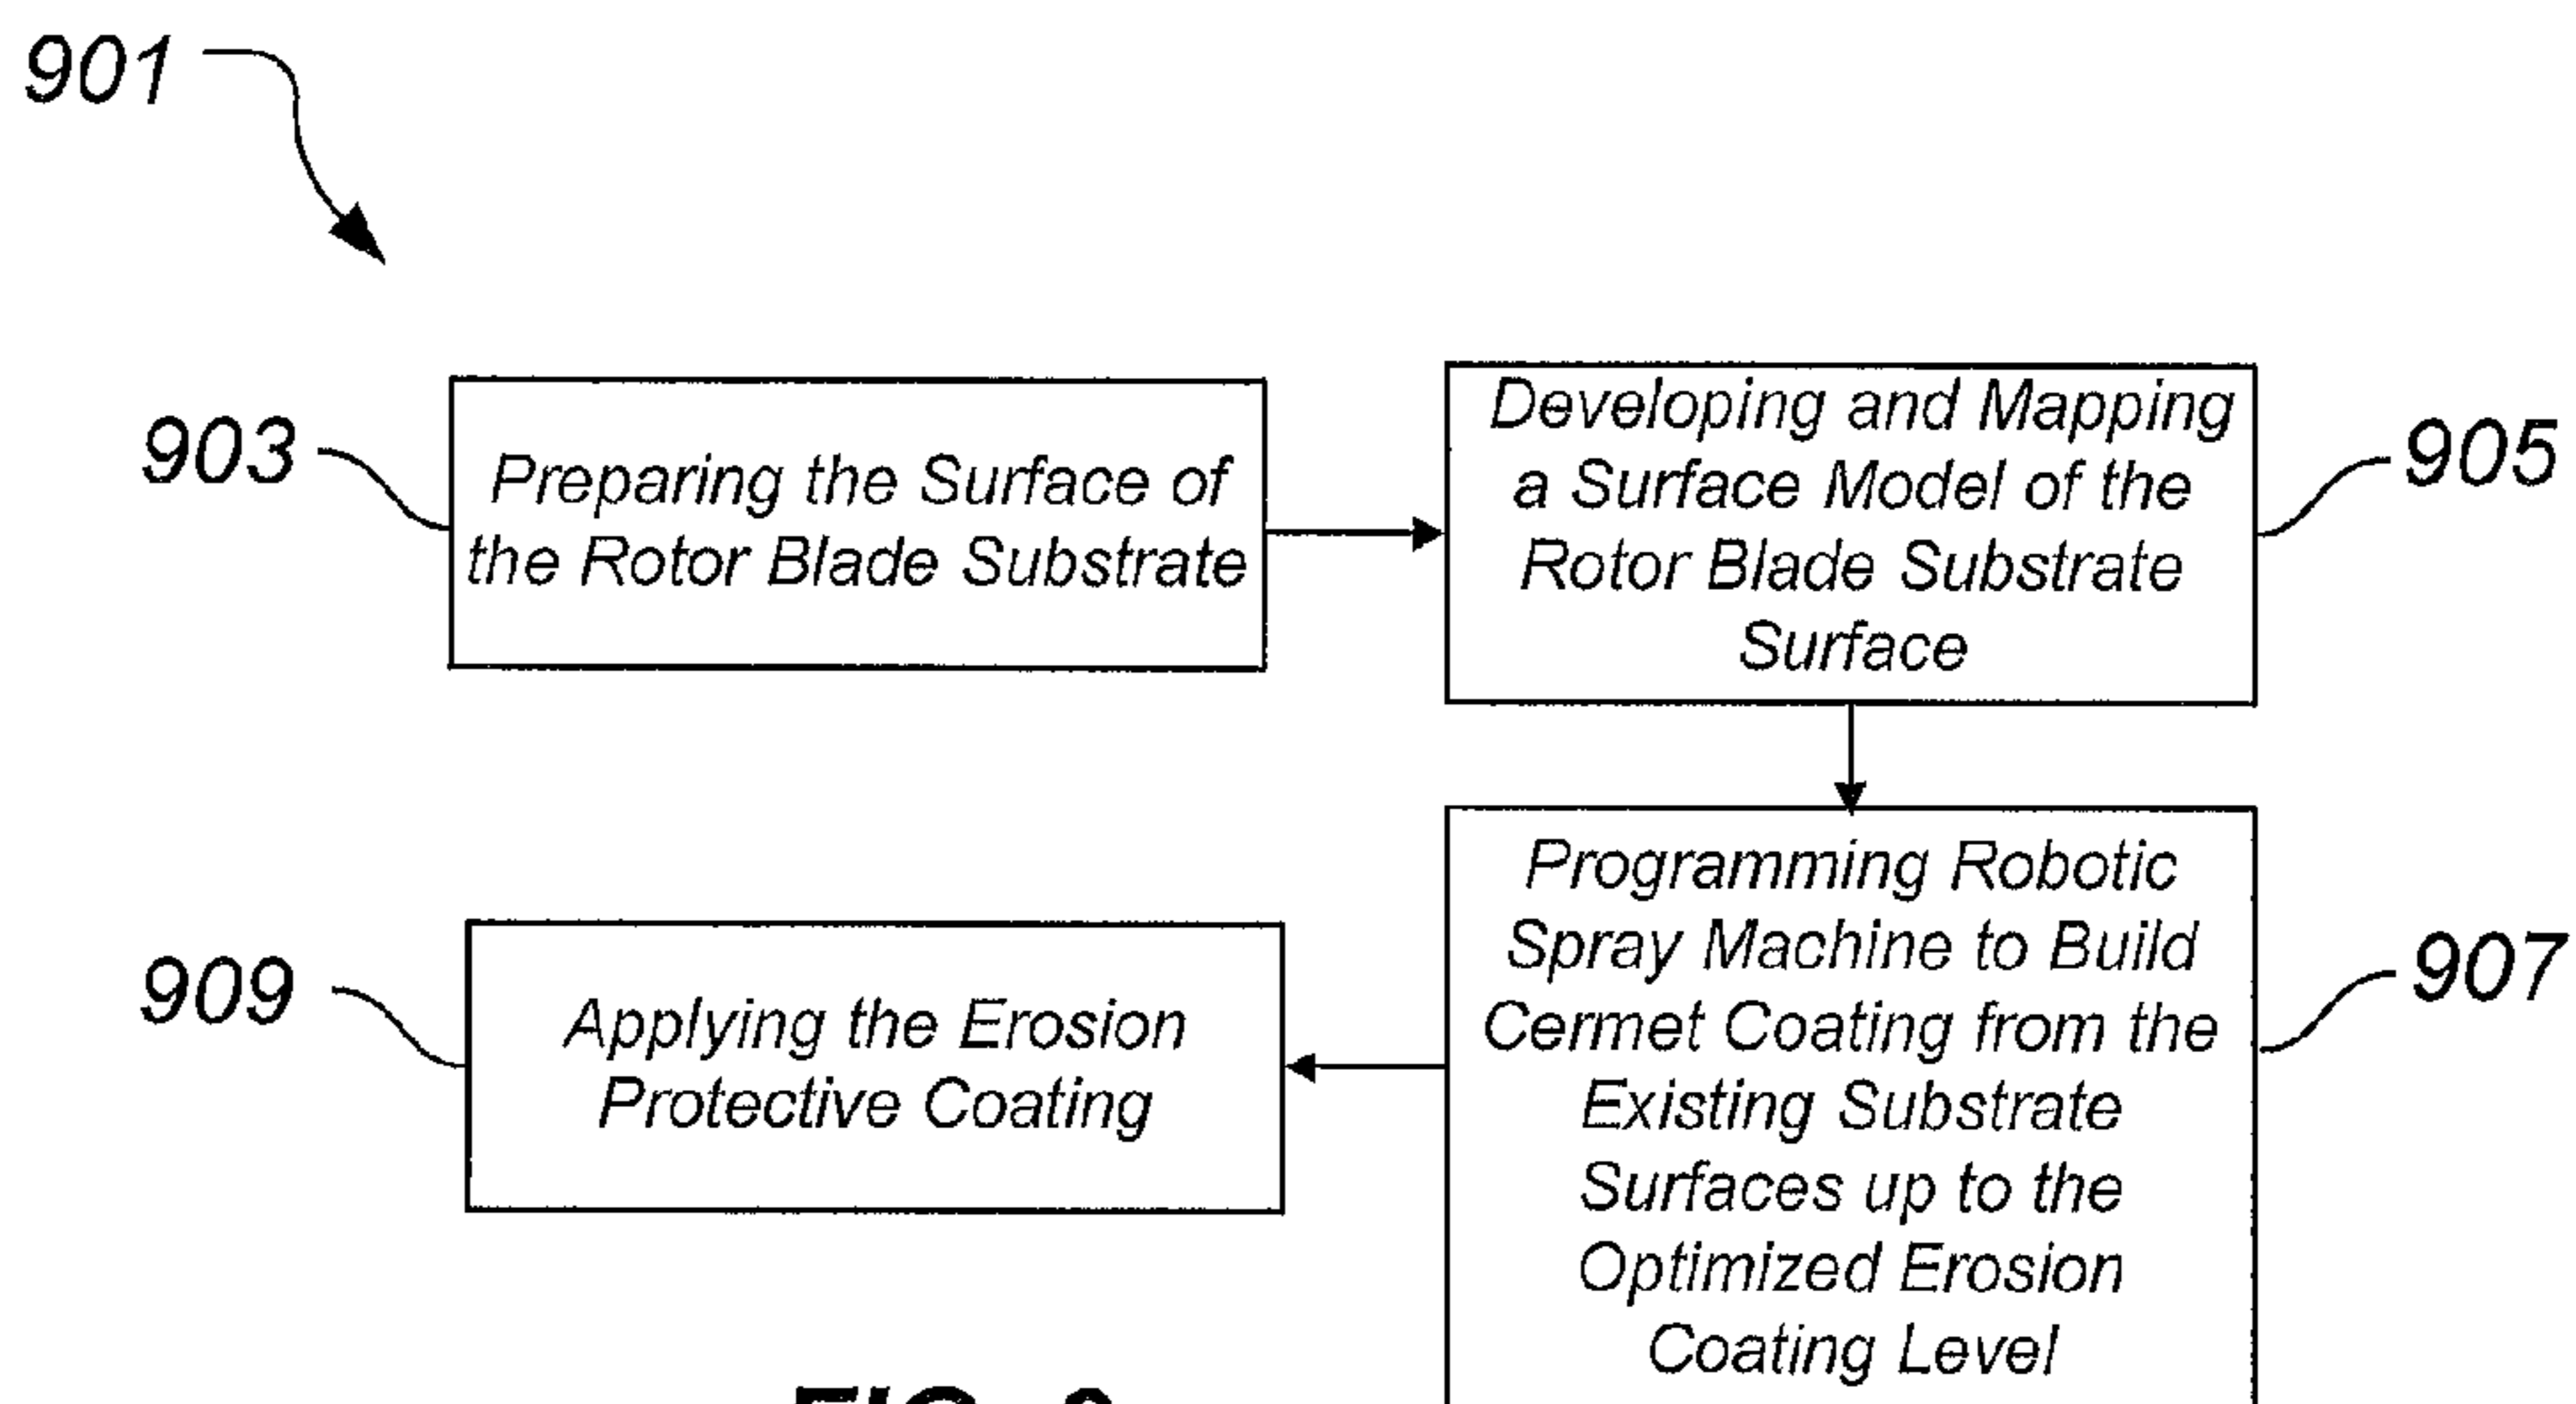 901
903
Preparing the Surface of
the Rotor Blade Substrate
Developing and Mapping
a Surface Model of the
Rotor Blade Substrate
Surface
905
Programming Robotic
Spray Machine to Build
Cermet Coating from the
Existing Substrate
Surfaces up to the
Optimized Erosion
Coating Level
907
909
Applying the Erosion
Protective Coating
FIG.